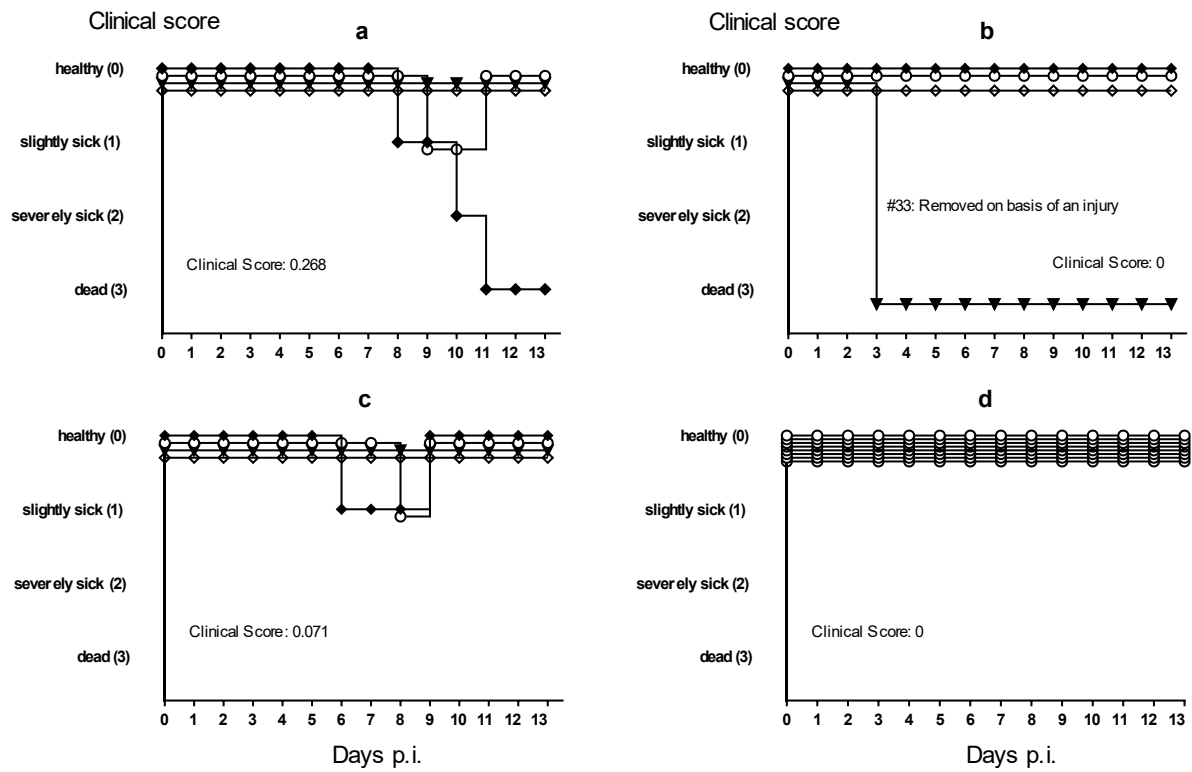 Clinical score
a
healthy (0)
slightly sick (1)
severely sick (2)
dead (3)
Clinical Score: 0.268
0 1 2 3 4 5 6 7 8 9 10 11 12 13
Clinical score
b
healthy (0)
slightly sick (1)
severely sick (2)
dead (3)
#33: Removed on basis of an injury
Clinical Score: 0
0 1 2 3 4 5 6 7 8 9 10 11 12 13
c
healthy (0)
slightly sick (1)
severely sick (2)
dead (3)
Clinical Score: 0.071
0 1 2 3 4 5 6 7 8 9 10 11 12 13
Days p.i.
d
healthy (0)
slightly sick (1)
severely sick (2)
dead (3)
Clinical Score: 0
0 1 2 3 4 5 6 7 8 9 10 11 12 13
Days p.i.